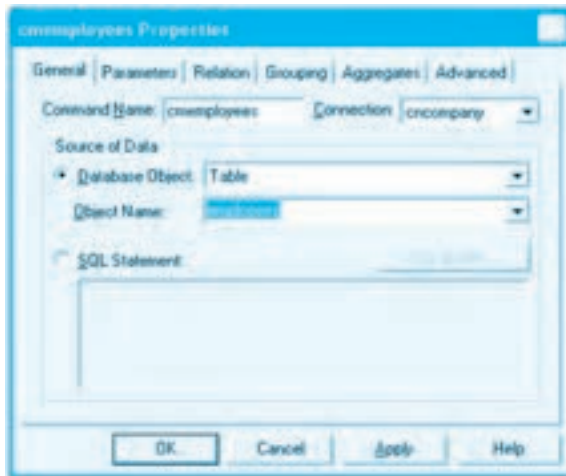 cmemployees Properties
General Parameters Relation Grouping Aggregates Advanced
Command Name: cmemployees Connection: cncompany
Source of Data
Database Object: Table
Object Name: employees
SQL Statement:
OK Cancel Apply Help